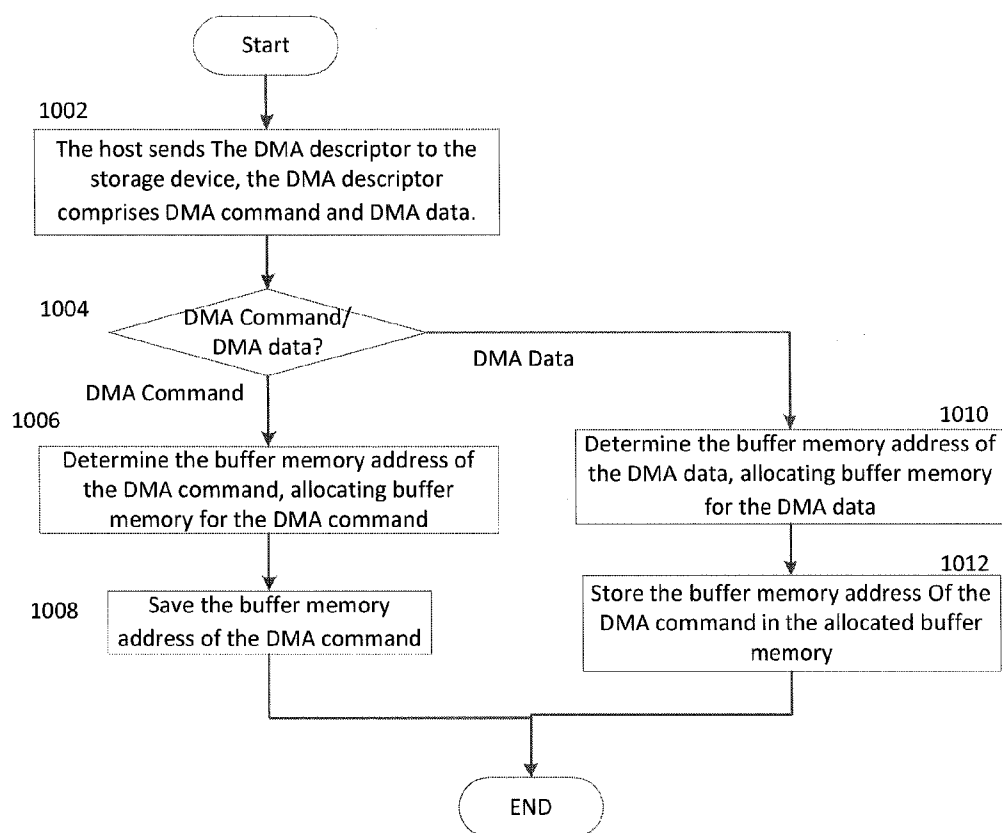 Start
1002
The host sends The DMA descriptor to the
storage device, the DMA descriptor
comprises DMA command and DMA data.
1004
DMA Command/
DMA data?
DMA Data
DMA Command
1006
Determine the buffer memory address of
the DMA command, allocating buffer
memory for the DMA command
1010
Determine the buffer memory address of
the DMA data, allocating buffer memory
for the DMA data
1008
Save the buffer memory
address of the DMA command
1012
Store the buffer memory address Of the
DMA command in the allocated buffer
memory
END